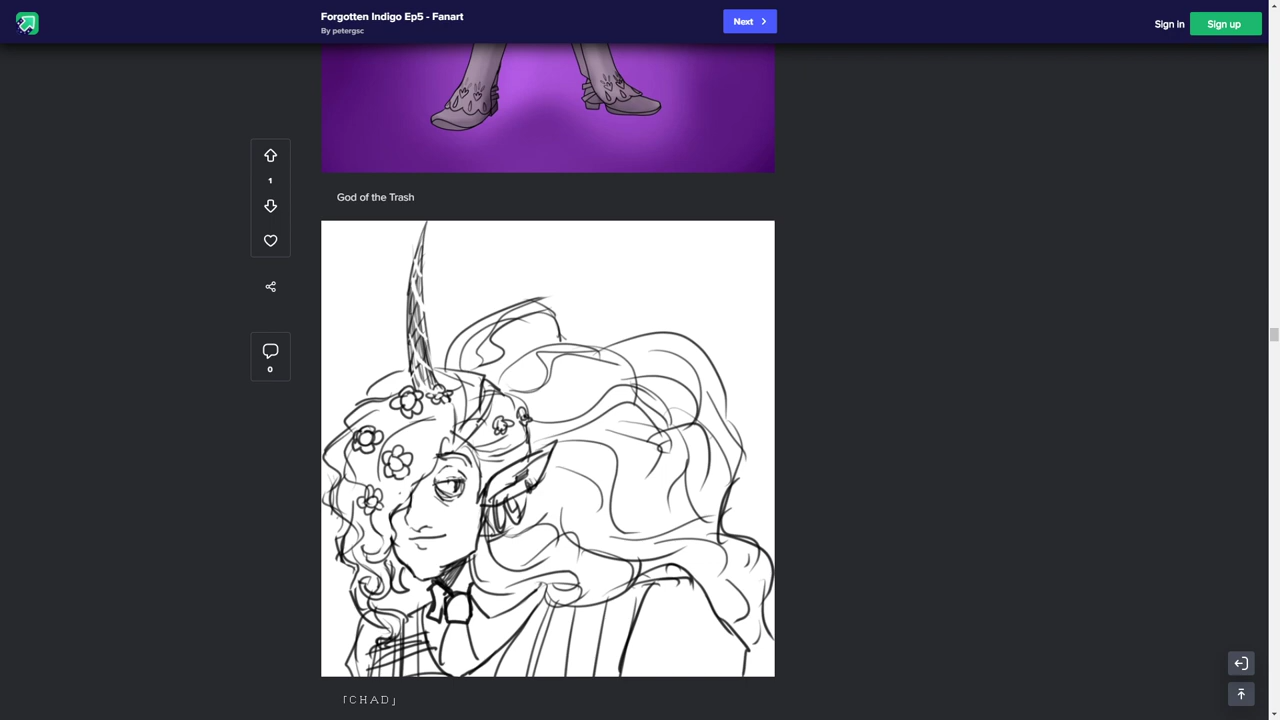 Forgotten Indigo Ep5 - Fanart
By petergsc
Next
Sign in
Sign up
1
God of the Trash
0
「CHAD」